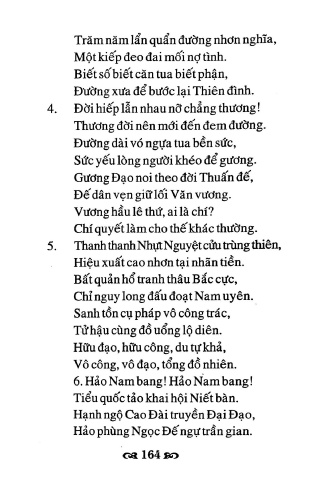 Trăm năm lẩn quẩn đường nhơn nghĩa,
Một kiếp đeo đai mối nợ tình.
Biết số biết căn tua biết phận,
Đường xưa để bước lại Thiên đình.
4. Đời hiếp lẫn nhau nỡ chẳng thương!
Thương đời nên mới đến đem đường.
Đường dài vó ngựa tua bền sức,
Sức yếu lòng người khéo để gương.
Gương Đạo noi theo đời Thuấn đế,
Đế dân vẹn giữ lối Văn vương.
Vương hầu lê thứ, ai là chí?
Chí quyết làm cho thế khác thường.
5. Thanh thanh Nhựt Nguyệt cửu trùng thiên,
Hiệu xuất cao nhơn tại nhãn tiền.
Bất quản hổ tranh thâu Bắc cực,
Chỉ nguy long đấu đoạt Nam uyên.
Sanh tồn cụ pháp vô công trác,
Tử hậu cùng đồ uổng lộ diên.
Hữu đạo, hữu công, du tự khả,
Vô công, vô đạo, tổng đồ nhiên.
6. Hảo Nam bang! Hảo Nam bang!
Tiểu quốc tảo khai hội Niết bàn.
Hạnh ngộ Cao Đài truyền Đại Đạo,
Hảo phùng Ngọc Đế ngự trần gian.
164